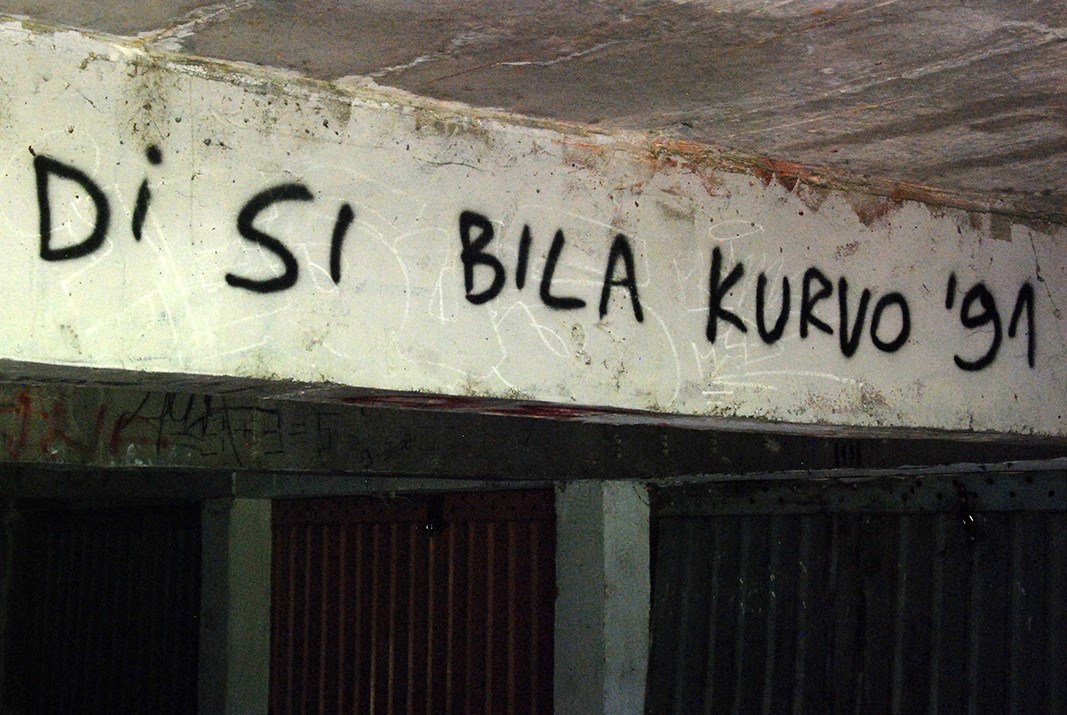 Di SI BILA KURVO '91